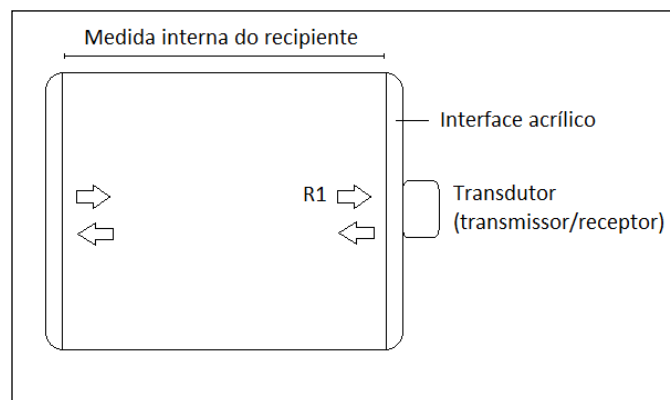 Medida interna do recipiente
Interface acrílico
R1
Transdutor
(transmissor/receptor)